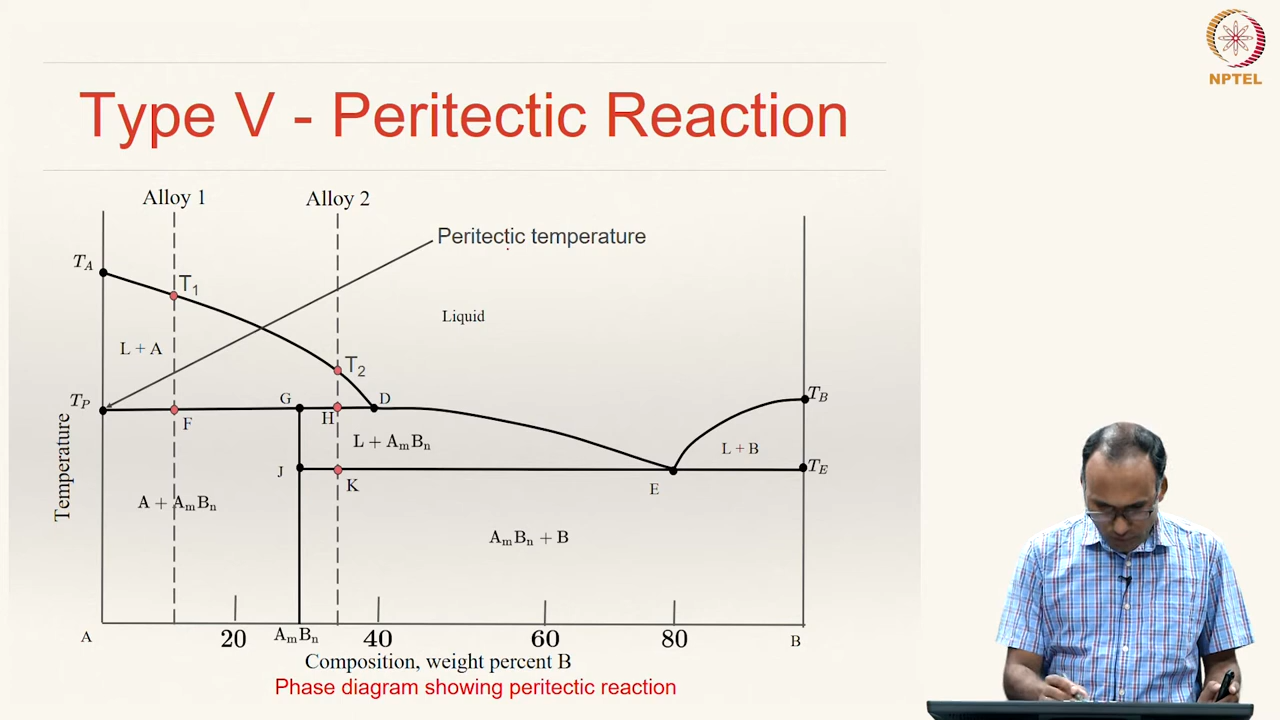 NPTEL
Type V - Peritectic Reaction
Alloy 1
Alloy 2
Peritectic temperature
T_A
T_1
Liquid
L + A
T_2
T_P
G
D
T_B
F
H
L + A_mB_n
L + B
Temperature
J
K
E
T_E
A + A_mB_n
A_mB_n + B
A
20
A_mB_n
40
60
80
B
Composition, weight percent B
Phase diagram showing peritectic reaction